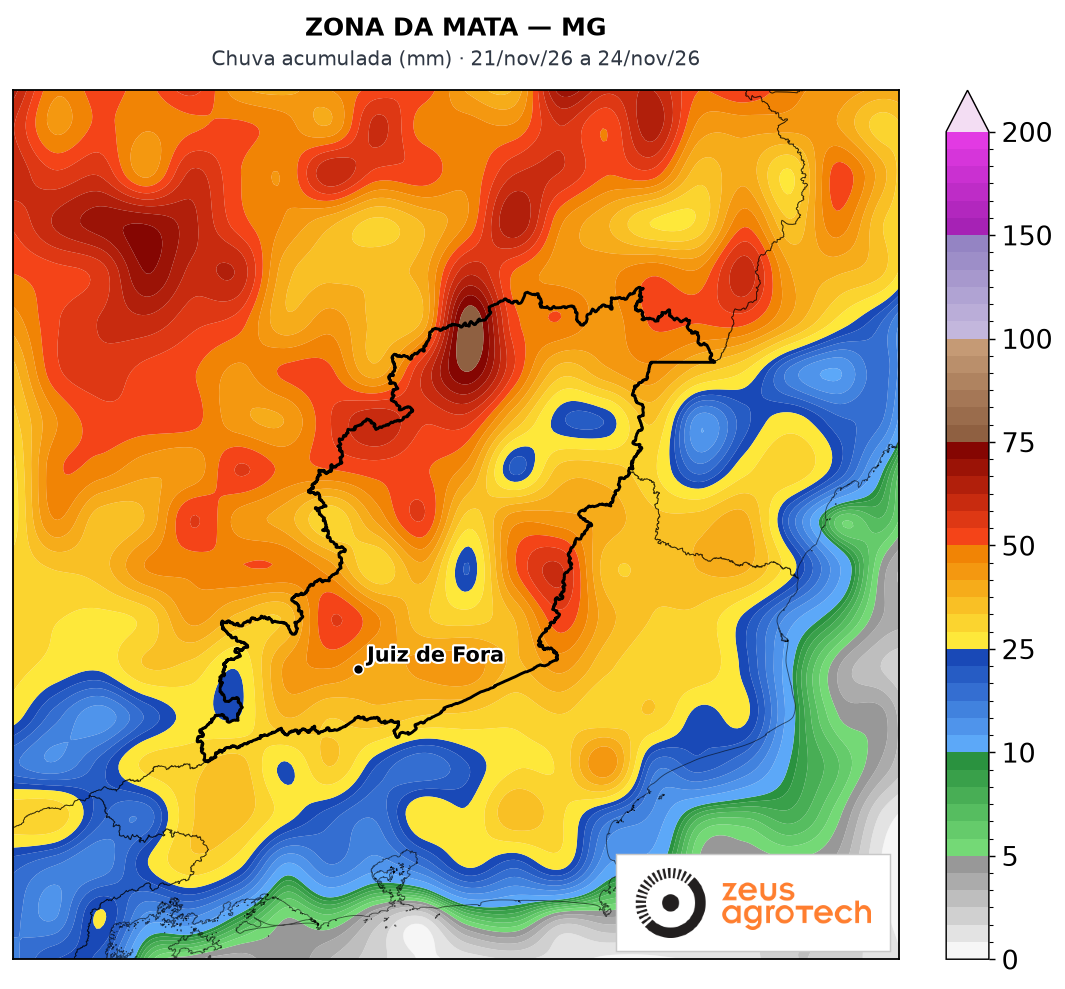 ZONA DA MATA — MG
Chuva acumulada (mm) · 21/nov/26 a 24/nov/26
200
150
100
75
50
25
10
5
0
Juiz de Fora
zeus
agrotech